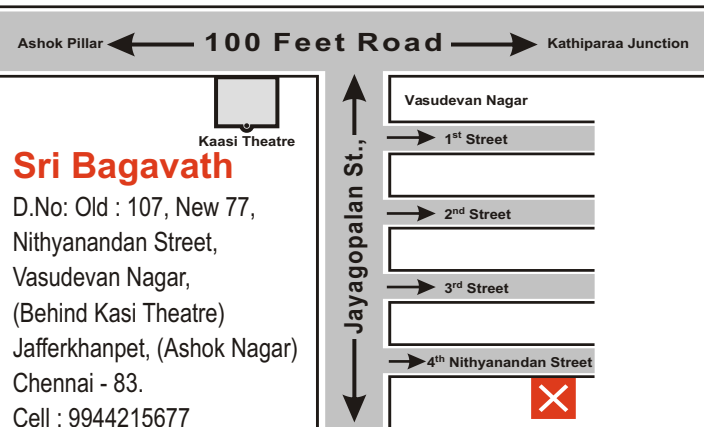 Ashok Pillar 100 Feet Road Kathiparaa Junction
Kaasi Theatre
Sri Bagavath
D.No: Old : 107, New 77,
Nithyanandan Street,
Vasudevan Nagar,
(Behind Kasi Theatre)
Jafferkhanpet, (Ashok Nagar)
Chennai - 83.
Cell : 9944215677
Jayagopalan St.,
Vasudevan Nagar
1st Street
2nd Street
3rd Street
4th Nithyanandan Street